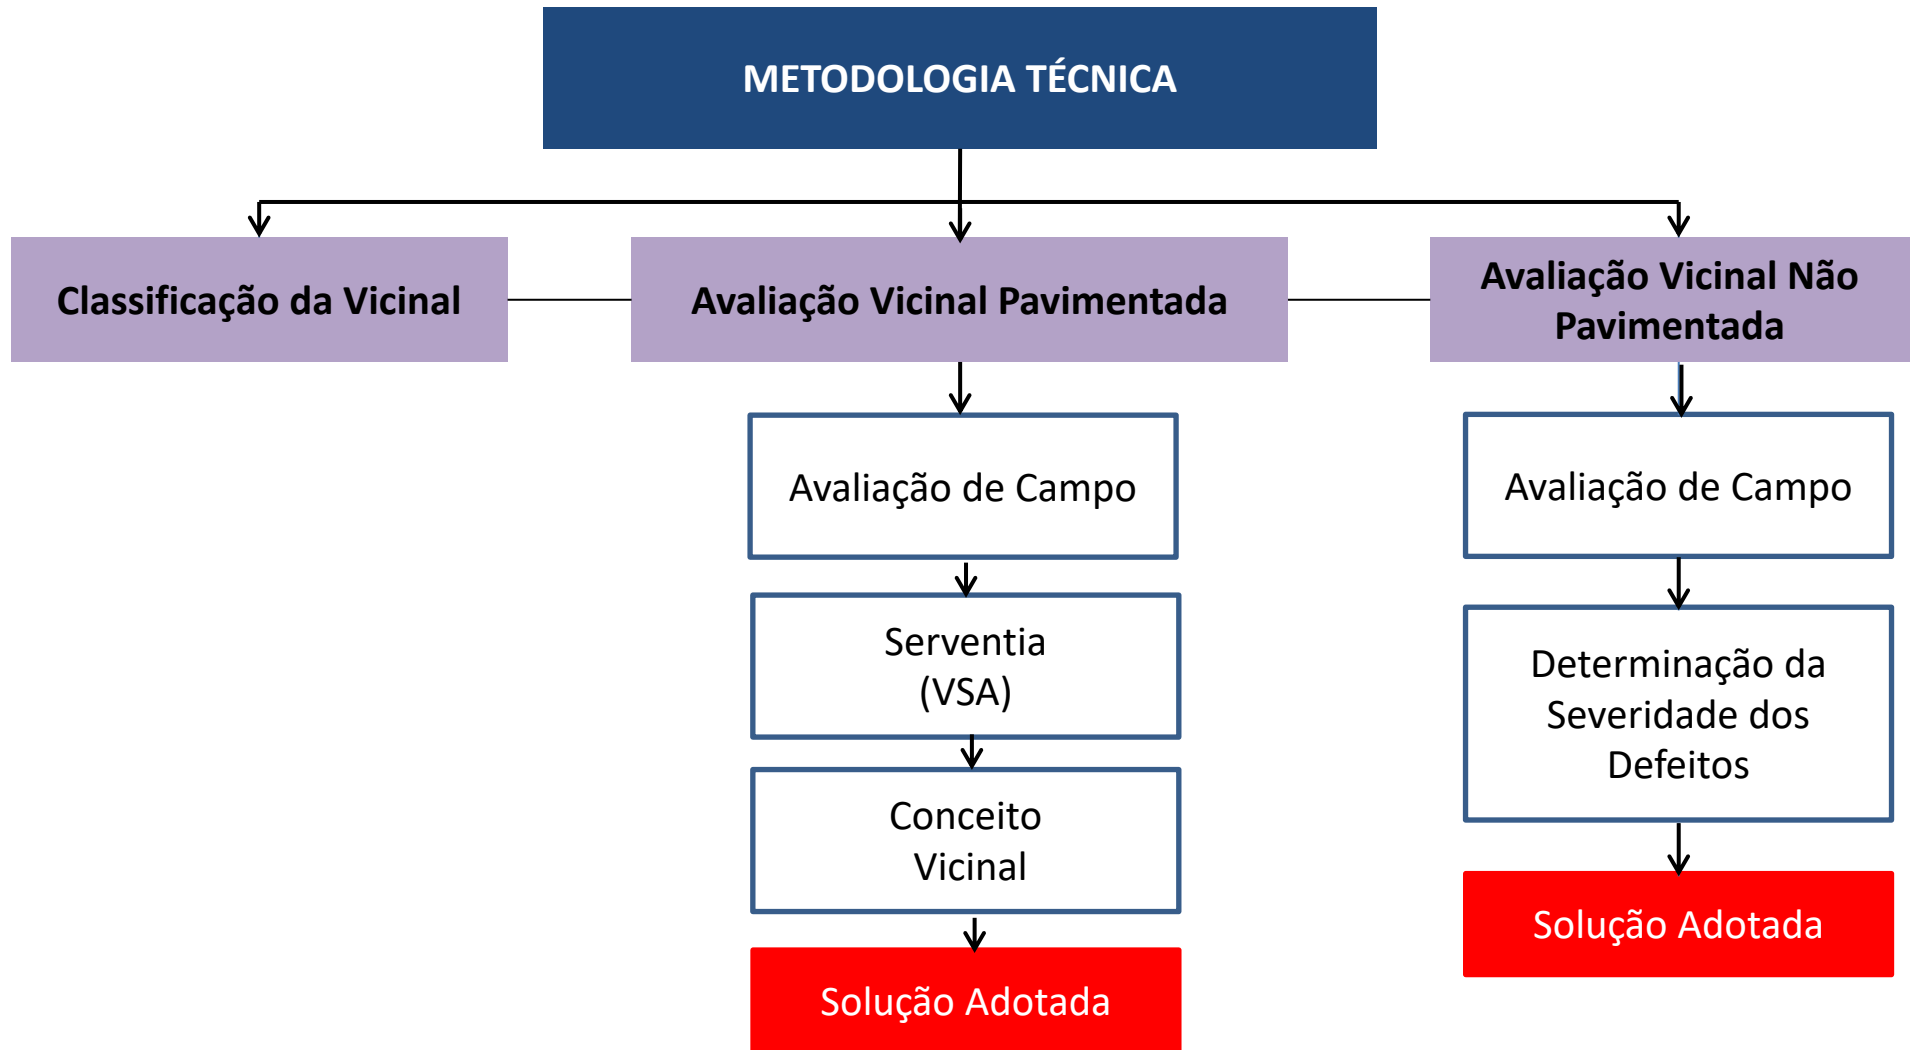 METODOLOGIA TÉCNICA
Classificação da Vicinal
Avaliação Vicinal Pavimentada
Avaliação Vicinal Não
Pavimentada
Avaliação de Campo
Serventia
(VSA)
Conceito
Vicinal
Solução Adotada
Avaliação de Campo
Determinação da
Severidade dos
Defeitos
Solução Adotada